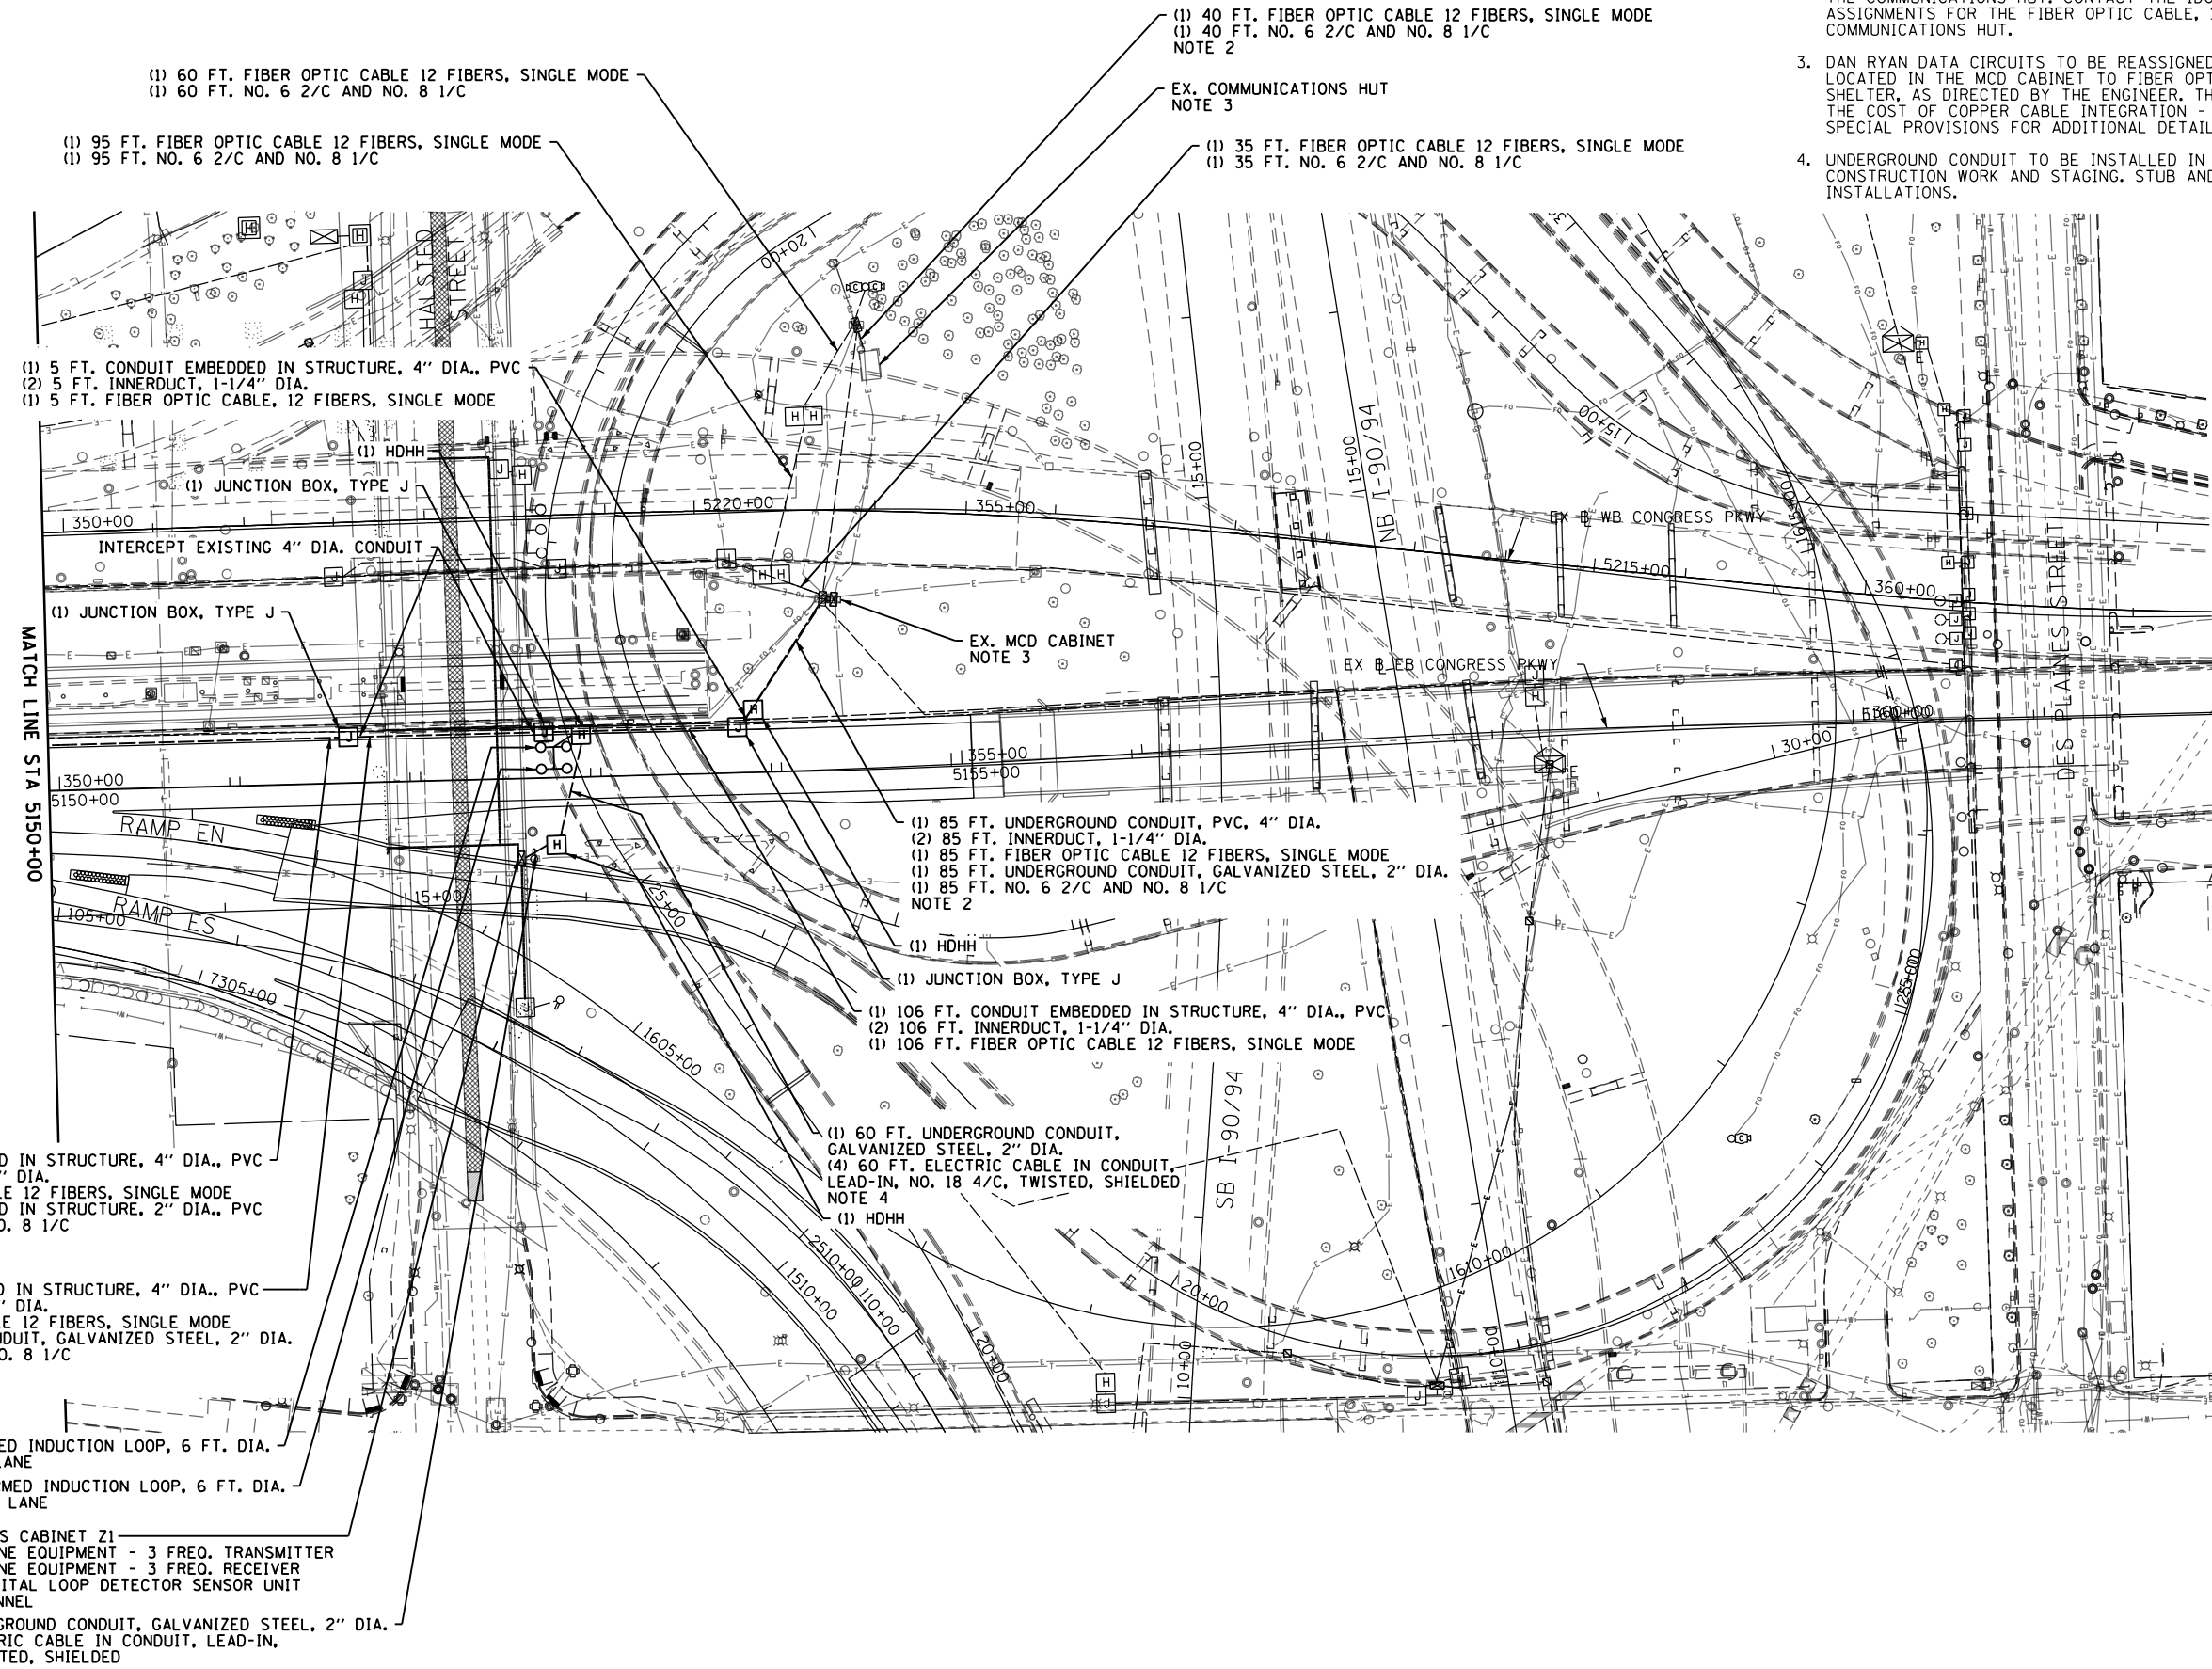 THE COMMUNICATIONS HUT. CONTACT THE
ASSIGNMENTS FOR THE FIBER OPTIC CABLE,
COMMUNICATIONS HUT.
3. DAN RYAN DATA CIRCUITS TO BE REASSIGNED
LOCATED IN THE MCD CABINET TO FIBER OPT
SHELTER, AS DIRECTED BY THE ENGINEER. TH
THE COST OF COPPER CABLE INTEGRATION -
SPECIAL PROVISIONS FOR ADDITIONAL DETAIL
4. UNDERGROUND CONDUIT TO BE INSTALLED IN
CONSTRUCTION WORK AND STAGING. STUB AND
INSTALLATIONS.
(1) 40 FT. FIBER OPTIC CABLE 12 FIBERS, SINGLE MODE
(1) 40 FT. NO. 6 2/C AND NO. 8 1/C
NOTE 2
(1) 60 FT. FIBER OPTIC CABLE 12 FIBERS, SINGLE MODE
(1) 60 FT. NO. 6 2/C AND NO. 8 1/C
EX. COMMUNICATIONS HUT
NOTE 3
(1) 95 FT. FIBER OPTIC CABLE 12 FIBERS, SINGLE MODE
(1) 95 FT. NO. 6 2/C AND NO. 8 1/C
(1) 35 FT. FIBER OPTIC CABLE 12 FIBERS, SINGLE MODE
(1) 35 FT. NO. 6 2/C AND NO. 8 1/C
HALSTED
STREET
20+00
(1) 5 FT. CONDUIT EMBEDDED IN STRUCTURE, 4" DIA., PVC
(2) 5 FT. INNERDUCT, 1-1/4" DIA.
(1) 5 FT. FIBER OPTIC CABLE, 12 FIBERS, SINGLE MODE
(1) HDHH
(1) JUNCTION BOX, TYPE J
15+00
15+00
NB I-90/94
15+00
350+00
5220+00
355+00
EX B WB CONGRESS PKWY
INTERCEPT EXISTING 4" DIA. CONDUIT
5215+00
360+00
(1) JUNCTION BOX, TYPE J
EX. MCD CABINET
NOTE 3
EX B EB CONGRESS PKWY
DES PLAINES STREET
MATCH LINE STA 5150+00
360+00
30+00
355+00
5155+00
350+00
5150+00
RAMP EN
RAMP ES
105+00
15+00
25+00
7305+00
(1) 85 FT. UNDERGROUND CONDUIT, PVC, 4" DIA.
(2) 85 FT. INNERDUCT, 1-1/4" DIA.
(1) 85 FT. FIBER OPTIC CABLE 12 FIBERS, SINGLE MODE
(1) 85 FT. UNDERGROUND CONDUIT, GALVANIZED STEEL, 2" DIA.
(1) 85 FT. NO. 6 2/C AND NO. 8 1/C
NOTE 2
(1) HDHH
(1) JUNCTION BOX, TYPE J
(1) 106 FT. CONDUIT EMBEDDED IN STRUCTURE, 4" DIA., PVC
(2) 106 FT. INNERDUCT, 1-1/4" DIA.
(1) 106 FT. FIBER OPTIC CABLE 12 FIBERS, SINGLE MODE
1605+00
SB I-90/94
(1) 60 FT. UNDERGROUND CONDUIT,
GALVANIZED STEEL, 2" DIA.
(4) 60 FT. ELECTRIC CABLE IN CONDUIT,
LEAD-IN, NO. 18 4/C, TWISTED, SHIELDED
NOTE 4
(1) HDHH
D IN STRUCTURE, 4" DIA., PVC
" DIA.
LE 12 FIBERS, SINGLE MODE
D IN STRUCTURE, 2" DIA., PVC
O. 8 1/C
2510+00
1510+00
110+00
20+00
1610+00
20+00
10+00
D IN STRUCTURE, 4" DIA., PVC
" DIA.
LE 12 FIBERS, SINGLE MODE
NDUIT, GALVANIZED STEEL, 2" DIA.
O. 8 1/C
ED INDUCTION LOOP, 6 FT. DIA.
LANE
RMED INDUCTION LOOP, 6 FT. DIA.
LANE
S CABINET Z1
NE EQUIPMENT - 3 FREQ. TRANSMITTER
NE EQUIPMENT - 3 FREQ. RECEIVER
ITAL LOOP DETECTOR SENSOR UNIT
NNEL
GROUND CONDUIT, GALVANIZED STEEL, 2" DIA.
RIC CABLE IN CONDUIT, LEAD-IN,
TED, SHIELDED